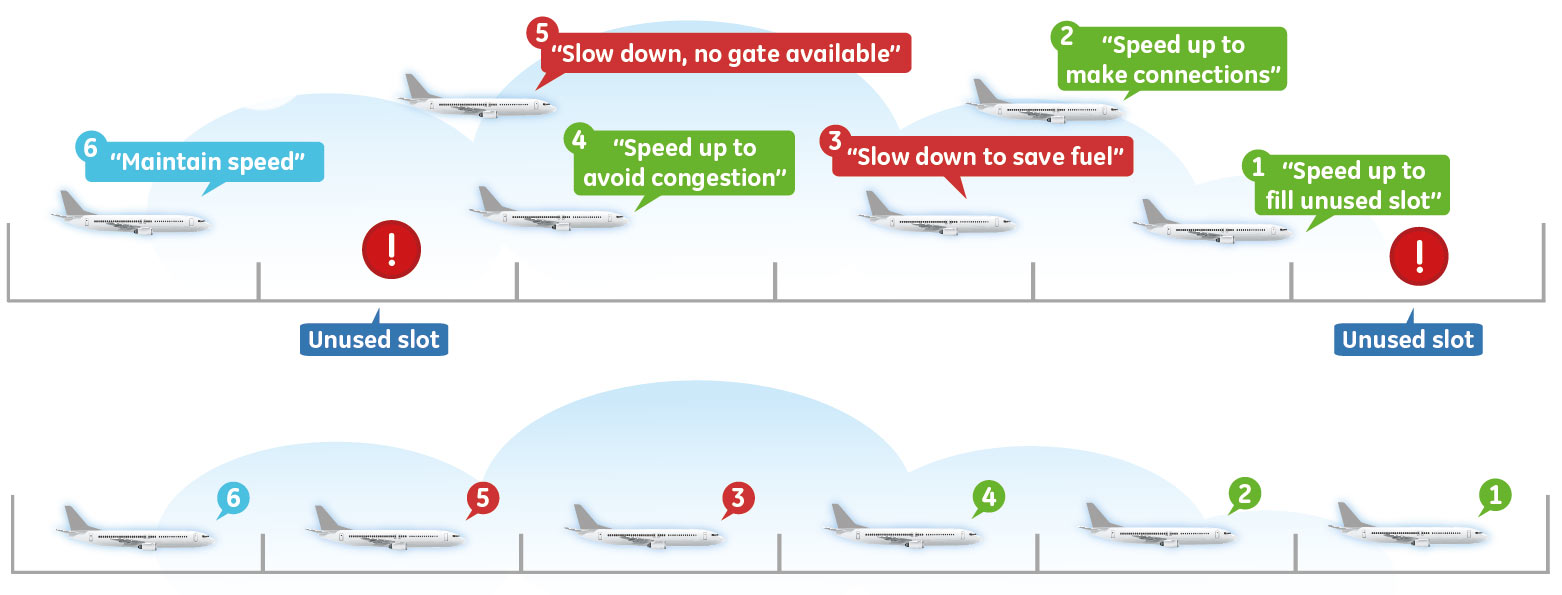 5
“Slow down, no gate available”
2
“Speed up to
make connections”
6
“Maintain speed”
4
“Speed up to
avoid congestion”
3
“Slow down to save fuel”
1
“Speed up to
fill unused slot”
!
!
Unused slot
Unused slot
6
5
3
4
2
1